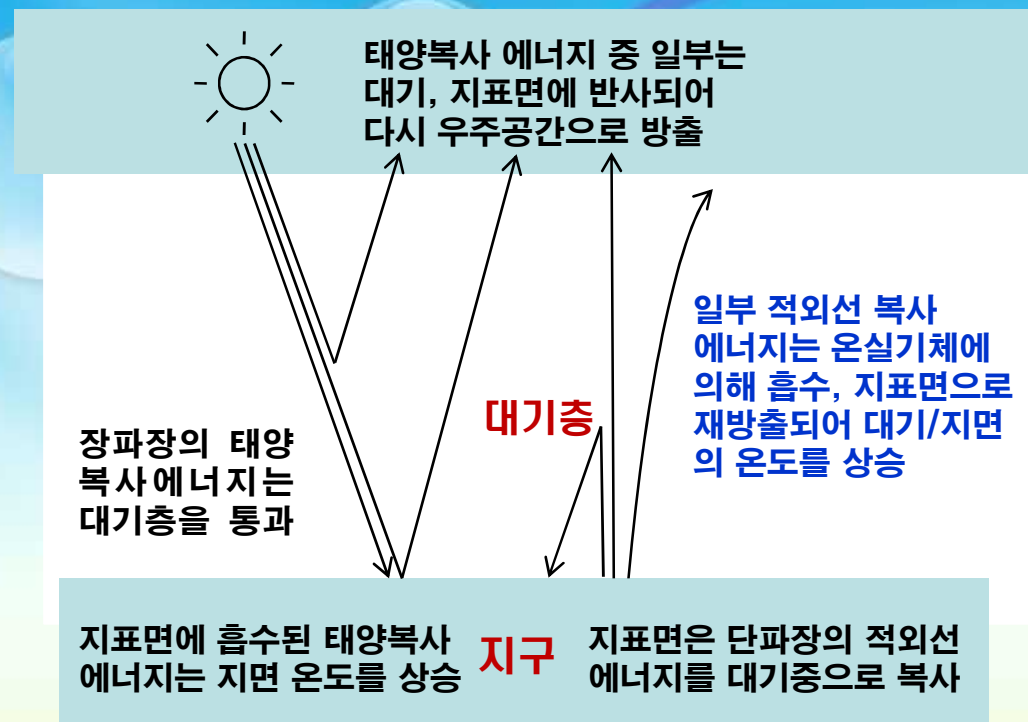 태양복사 에너지 중 일부는
대기, 지표면에 반사되어
다시 우주공간으로 방출
일부 적외선 복사
에너지는 온실기체에
의해 흡수, 지표면으로
재방출되어 대기/지면
의 온도를 상승
대기층
장파장의 태양
복사에너지는
대기층을 통과
지표면에 흡수된 태양복사
에너지는 지면 온도를 상승
지구
지표면은 단파장의 적외선
에너지를 대기중으로 복사